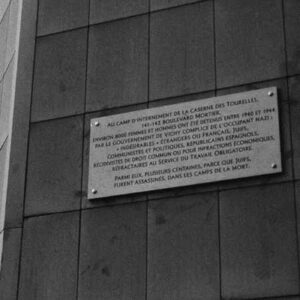 AU CAMP D'INTERNEMENT DE LA CASERNE DES TOURELLES,
141-163 BOULEVARD MORTIER,
ENVIRON 8000 FEMMES ET HOMMES ONT ÉTÉ DÉTENUS ENTRE 1940 ET 1944
PAR LE GOUVERNEMENT DE VICHY COMPLICE DE L'OCCUPANT NAZI :
« INDÉSIRABLES » ÉTRANGERS OU FRANÇAIS, JUIFS,
COMMUNISTES ET POLITIQUES, RÉPUBLICAINS ESPAGNOLS,
RÉCIDIVISTES DE DROIT COMMUN OU POUR INFRACTIONS ÉCONOMIQUES,
RÉFRACTAIRES AU SERVICE DU TRAVAIL OBLIGATOIRE.
PARMI EUX, PLUSIEURS CENTAINES, PARCE QUE JUIFS,
FURENT ASSASSINÉS, DANS LES CAMPS DE LA MORT.